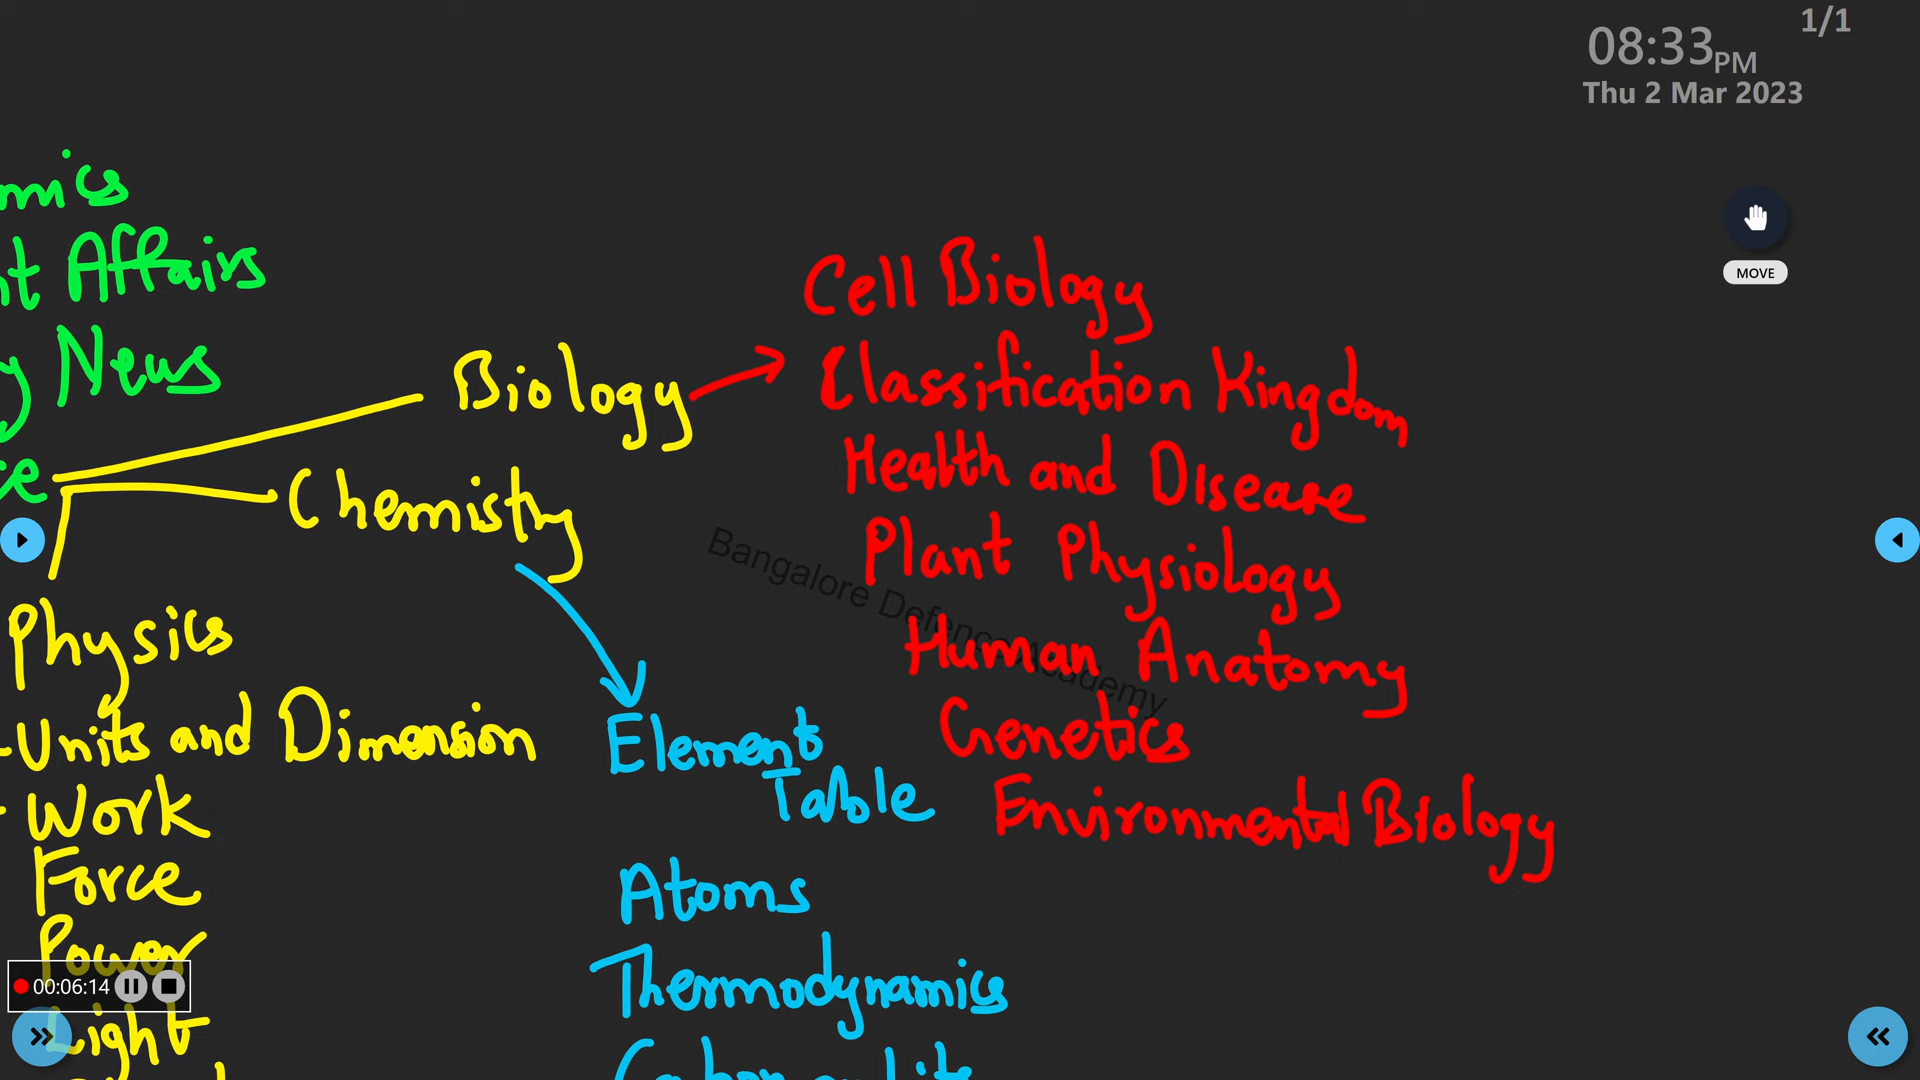 1/1
08:33PM
Thu 2 Mar 2023
MOVE
mics
nt Affairs
y News
ce
Biology
Chemistry
Cell Biology
Classification Kingdom
Health and Disease
Plant Physiology
Human Anatomy
Genetics
Environmental Biology
Bangalore Defence Academy
Physics
-Units and Dimension
- Work
Force
Power
Light
Element
Table
Atoms
Thermodynamics
00:06:14